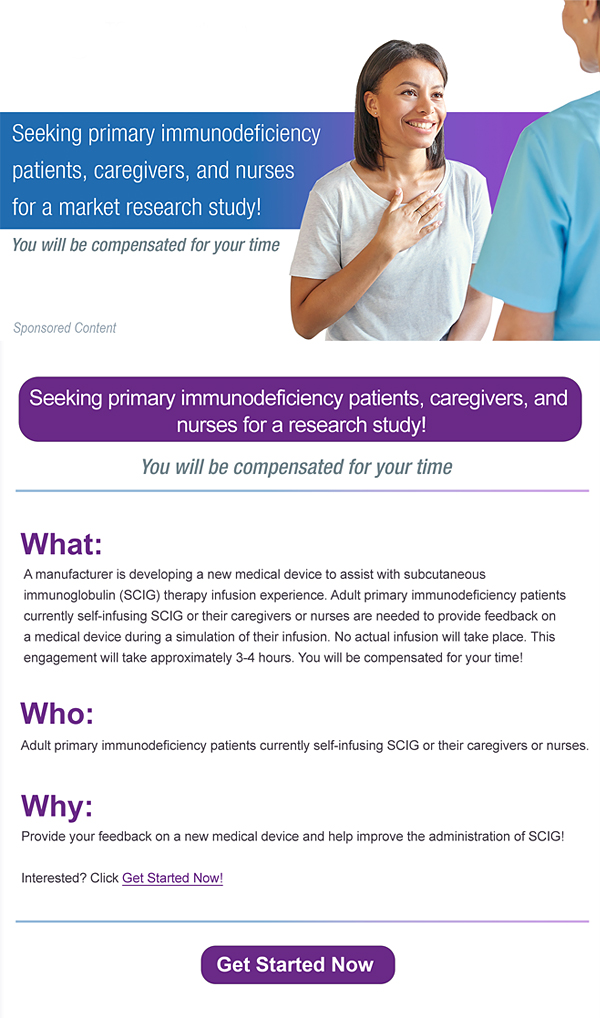 Seeking primary immunodeficiency
patients, caregivers, and nurses
for a market research study!
You will be compensated for your time
Sponsored Content
Seeking primary immunodeficiency patients, caregivers, and
nurses for a research study!
You will be compensated for your time
What:
A manufacturer is developing a new medical device to assist with subcutaneous
immunoglobulin (SCIG) therapy infusion experience. Adult primary immunodeficiency patients
currently self-infusing SCIG or their caregivers or nurses are needed to provide feedback on
a medical device during a simulation of their infusion. No actual infusion will take place. This
engagement will take approximately 3-4 hours. You will be compensated for your time!
Who:
Adult primary immunodeficiency patients currently self-infusing SCIG or their caregivers or nurses.
Why:
Provide your feedback on a new medical device and help improve the administration of SCIG!
Interested? Click Get Started Now!
Get Started Now